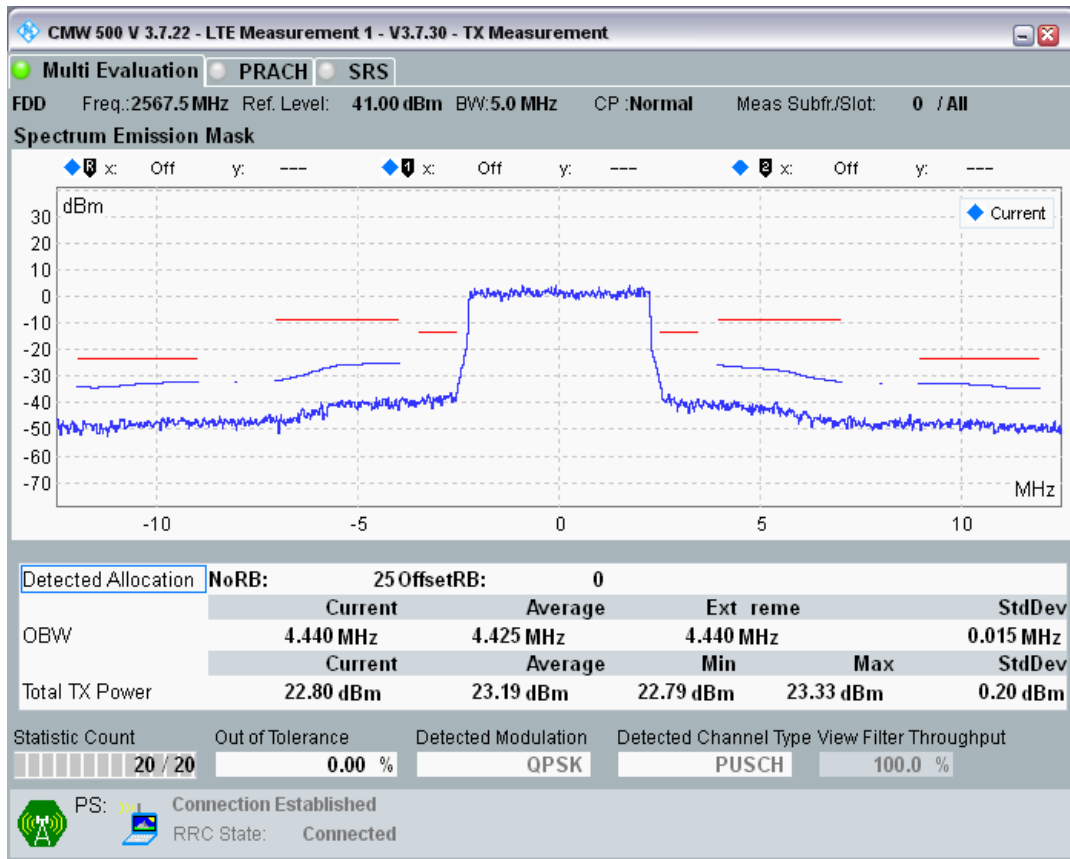 CMW 500 V 3.7.22 - LTE Measurement 1 - V3.7.30 - TX Measurement
Multi Evaluation PRACH SRS
FDD Freq.:2567.5 MHz Ref. Level: 41.00 dBm BW:5.0 MHz CP :Normal Meas Subfr./Slot: 0 / All
Spectrum Emission Mask
R x: Off y: --- 1 x: Off y: --- 2 x: Off y: ---
dBm
Current
30
20
10
0
-10
-20
-30
-40
-50
-60
-70
MHz
-10 -5 0 5 10
Detected Allocation NoRB: 25 OffsetRB: 0
Current Average Ext reme StdDev
OBW 4.440 MHz 4.425 MHz 4.440 MHz 0.015 MHz
Current Average Min Max StdDev
Total TX Power 22.80 dBm 23.19 dBm 22.79 dBm 23.33 dBm 0.20 dBm
Statistic Count Out of Tolerance Detected Modulation Detected Channel Type View Filter Throughput
20 / 20 0.00 % QPSK PUSCH 100.0 %
PS: Connection Established
RRC State: Connected